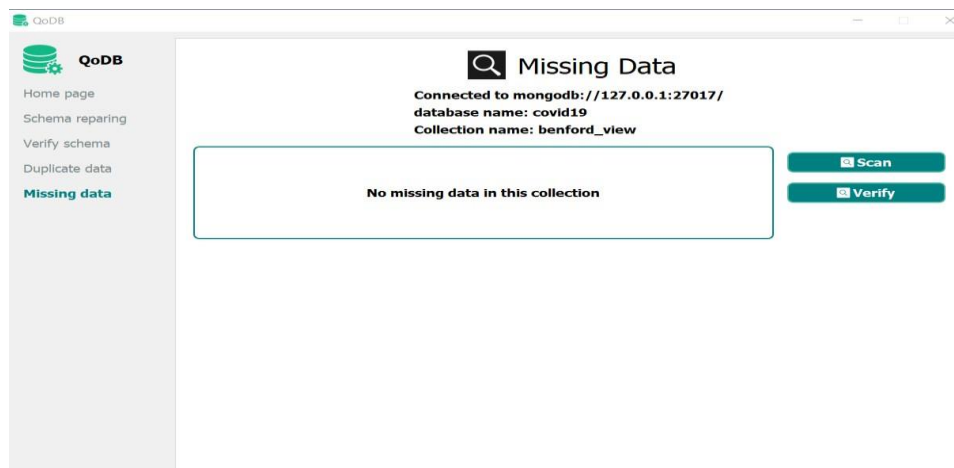 QoDB
QoDB
Home page
Schema reparing
Verify schema
Duplicate data
Missing data
Missing Data
Connected to mongodb://127.0.0.1:27017/
database name: covid19
Collection name: benford_view
No missing data in this collection
Scan
Verify